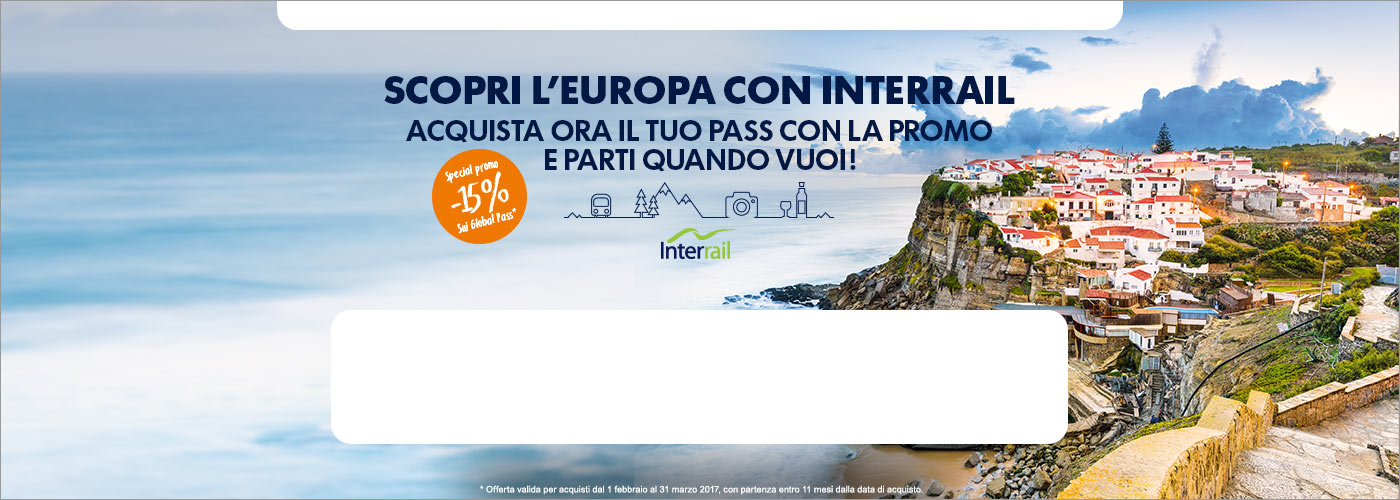 SCOPRI L'EUROPA CON INTERRAIL
ACQUISTA ORA IL TUO PASS CON LA PROMO
E PARTI QUANDO VUOI!
Special promo
-15%
Sui Global Pass*
Interrail
* Offerta valida per acquisti dal 1 febbraio al 31 marzo 2017, con partenza entro 11 mesi dalla data di acquisto.